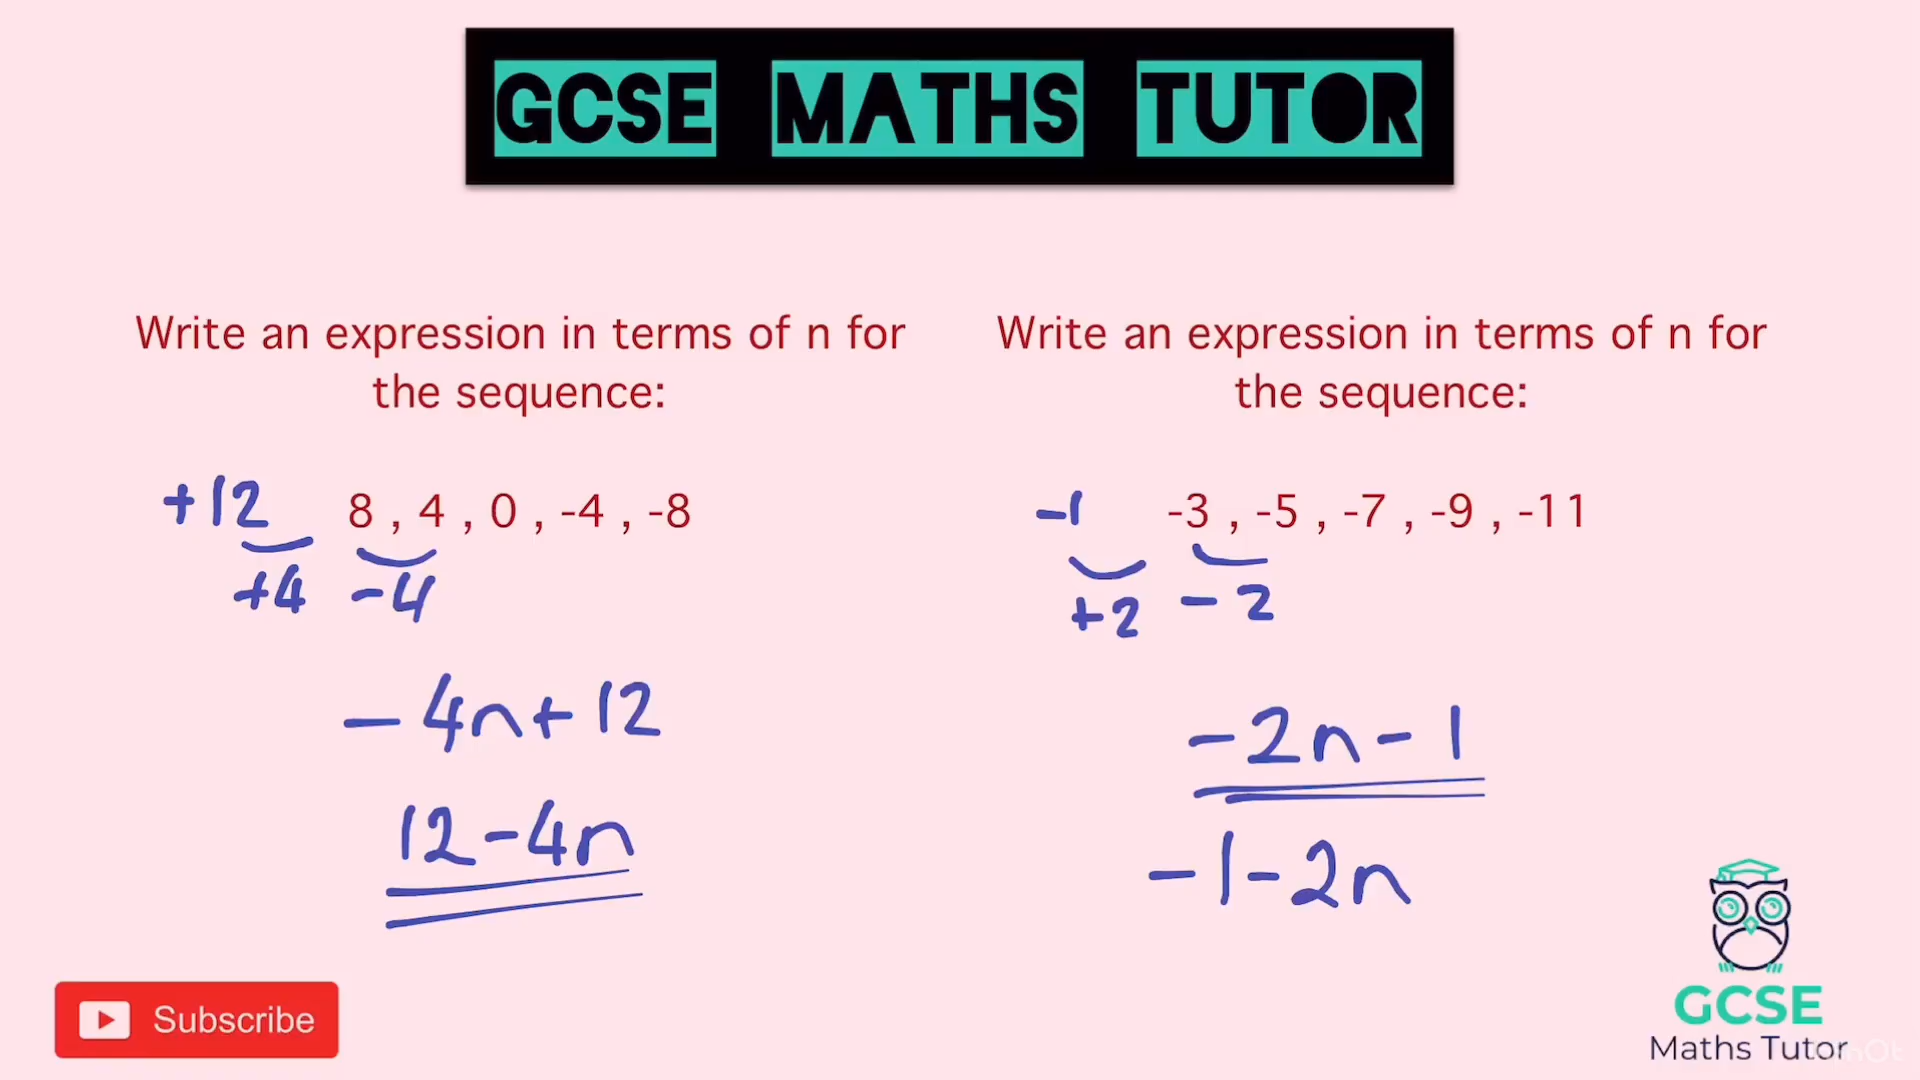 GCSE MATHS TUTOR
Write an expression in terms of n for
the sequence:
+12 8 , 4 , 0 , -4 , -8
+4 -4
-4n+12
12-4n
Write an expression in terms of n for
the sequence:
-1 -3 , -5 , -7 , -9 , -11
+2 -2
-2n-1
-1-2n
Subscribe
GCSE
Maths Tutor